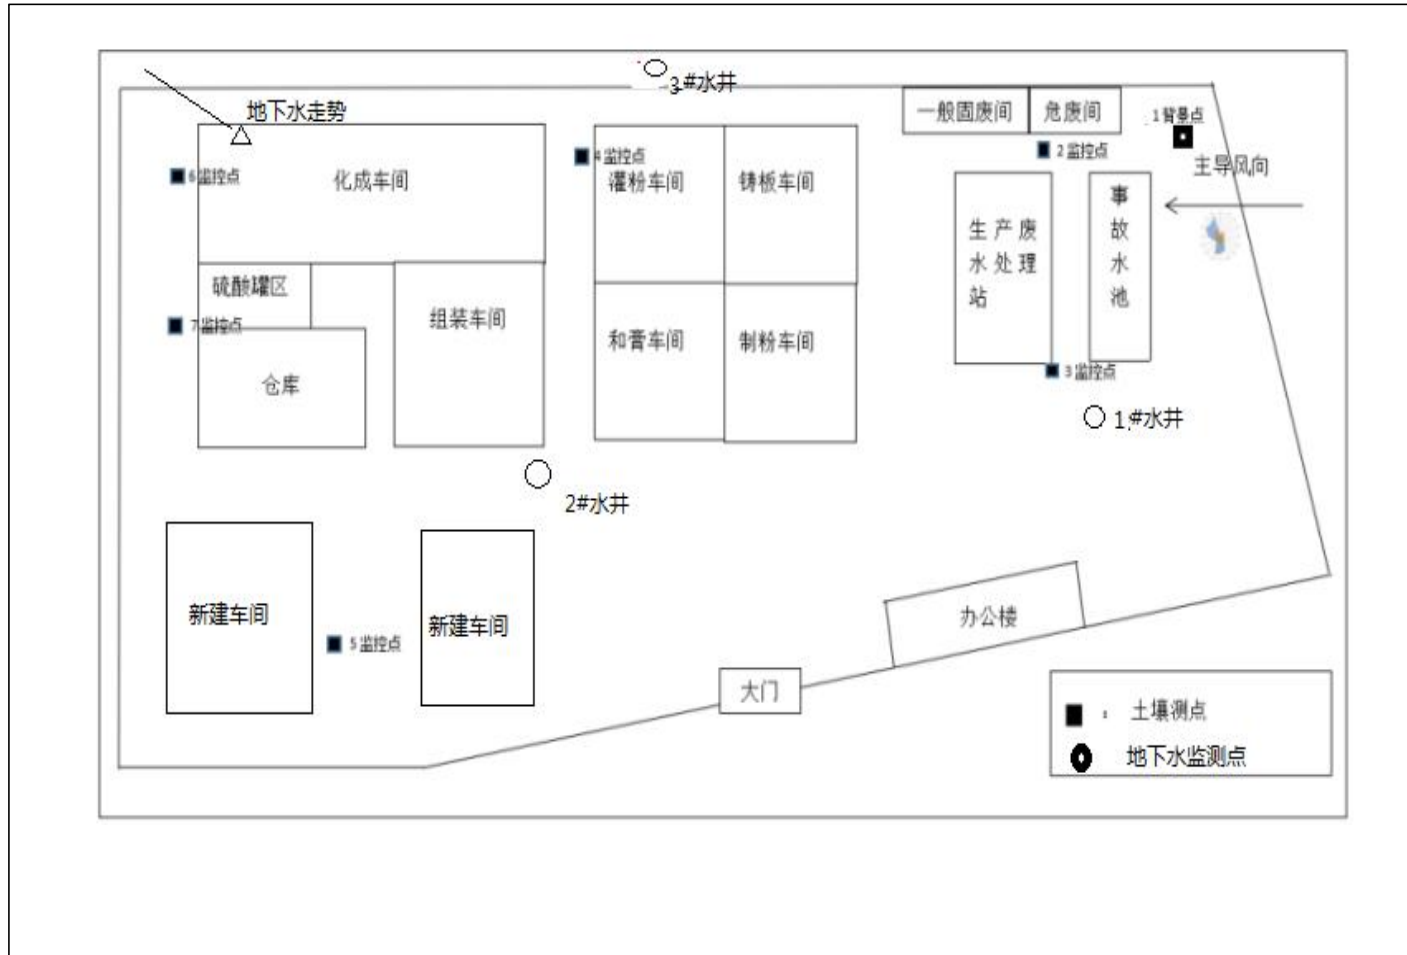 3.#水井
地下水走势
一般固废间
危废间
1背景点
6监控点
化成车间
4监控点
灌粉车间
铸板车间
2监控点
主导风向
事故水池
生产废
水处理
站
硫酸罐区
7监控点
组装车间
和膏车间
制粉车间
仓库
3监控点
1.#水井
2#水井
新建车间
5监控点
新建车间
办公楼
大门
土壤测点
地下水监测点